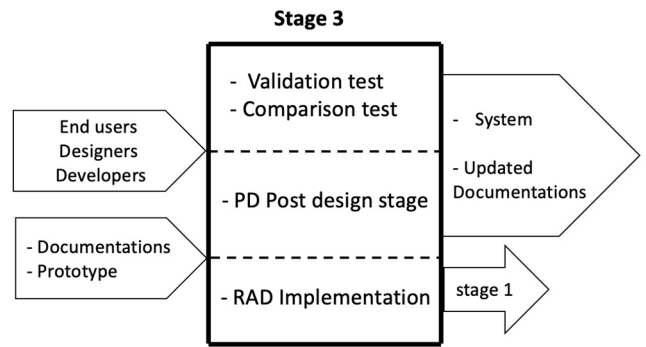 Stage 3
- Validation test
- Comparison test
End users
Designers
Developers
- System
- Updated
Documentations
- PD Post design stage
- Documentations
- Prototype
- RAD Implementation
stage 1